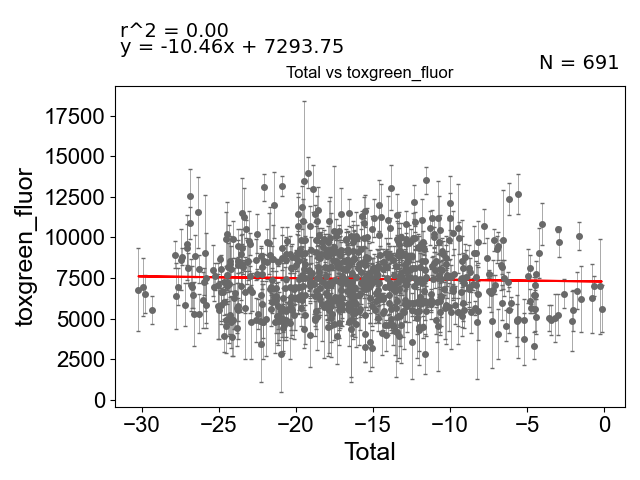 r^2 = 0.00
y = -10.46x + 7293.75
N = 691
Total vs toxgreen_fluor
17500
15000
12500
10000
7500
5000
2500
0
toxgreen_fluor
−30
−25
−20
−15
−10
−5
0
Total